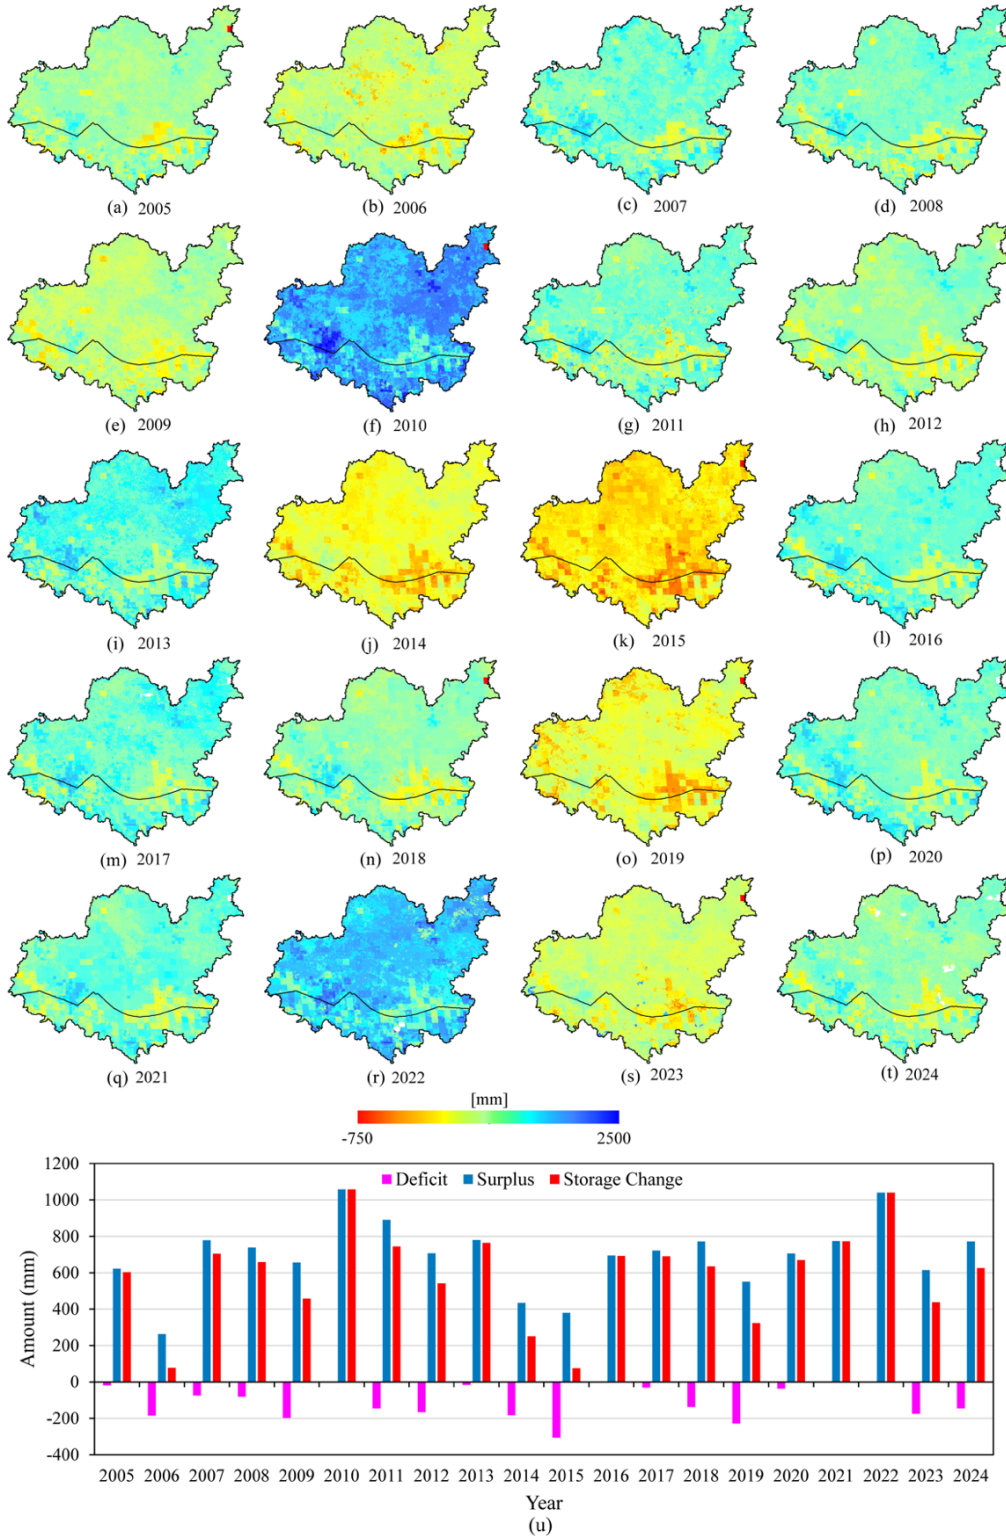 (a) 2005
(b) 2006
(c) 2007
(d) 2008
(e) 2009
(f) 2010
(g) 2011
(h) 2012
(i) 2013
(j) 2014
(k) 2015
(l) 2016
(m) 2017
(n) 2018
(o) 2019
(p) 2020
(q) 2021
(r) 2022
(s) 2023
(t) 2024
[mm]
-750 2500
Deficit Surplus Storage Change
1200
1000
800
600
400
200
0
-200
-400
Amount (mm)
2005 2006 2007 2008 2009 2010 2011 2012 2013 2014 2015 2016 2017 2018 2019 2020 2021 2022 2023 2024
Year
(u)